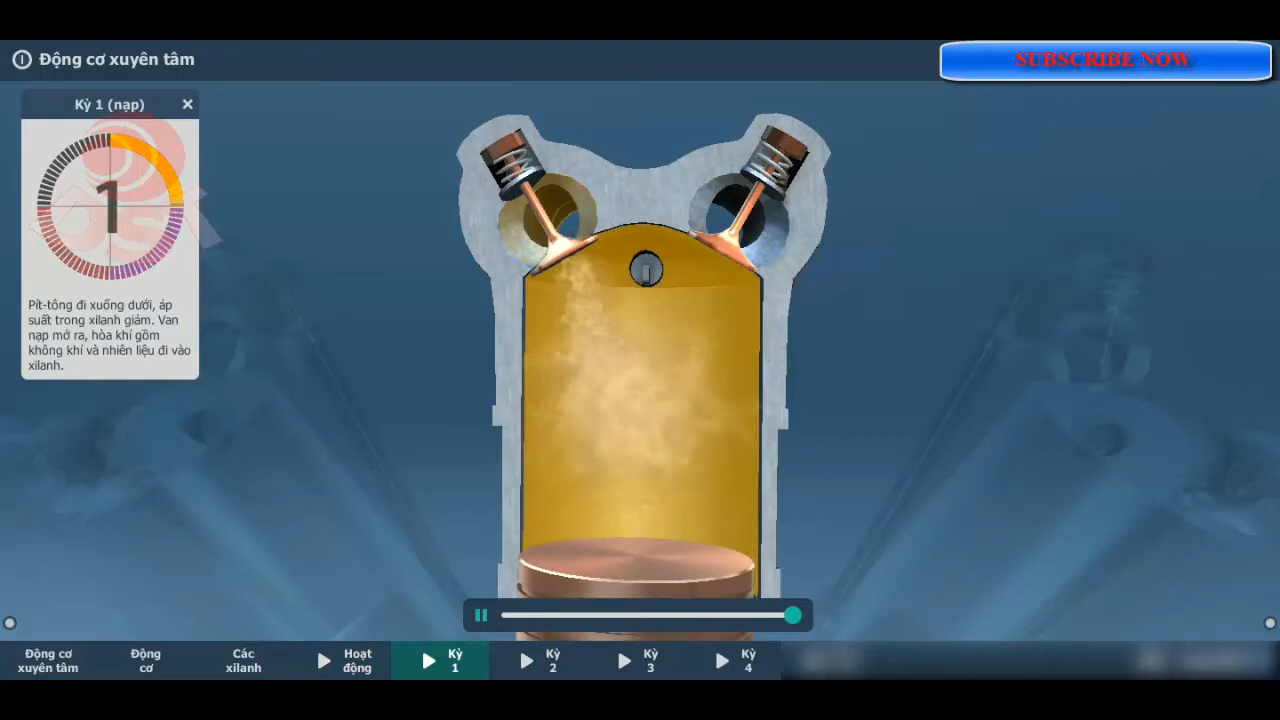 Động cơ xuyên tâm
SUBSCRIBE NOW
Kỳ 1 (nạp)
1
Pít-tông đi xuống dưới, áp
suất trong xilanh giảm. Van
nạp mở ra, hòa khí gồm
không khí và nhiên liệu đi vào
xilanh.
Động cơ
xuyên tâm
Động
cơ
Các
xilanh
Hoạt
động
Kỳ
1
Kỳ
2
Kỳ
3
Kỳ
4